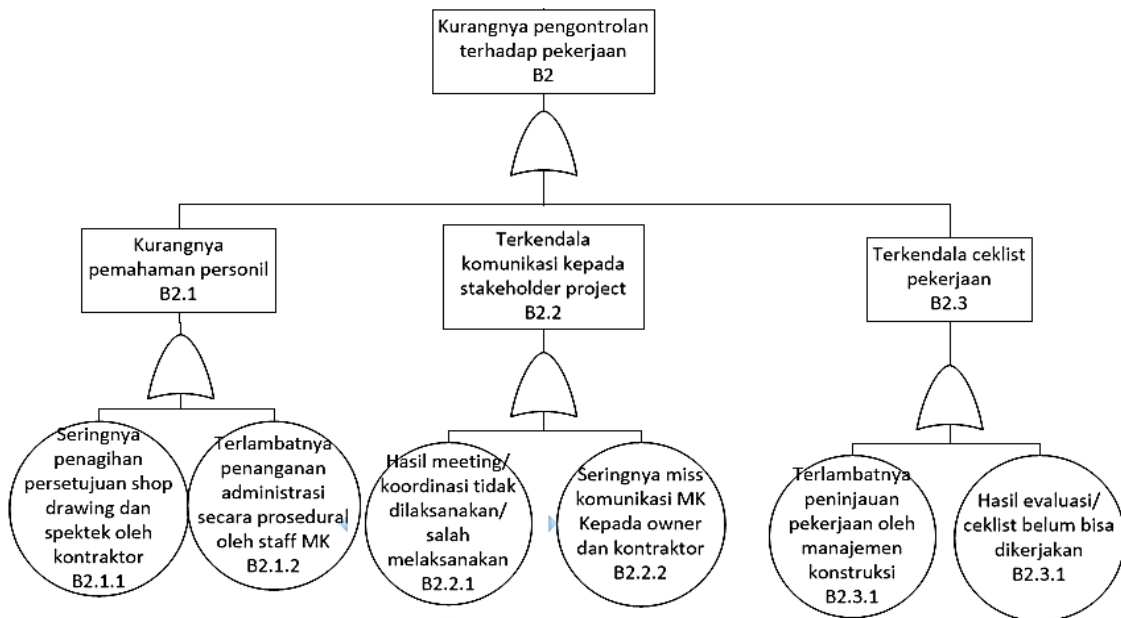 Kurangnya pengontrolan
terhadap pekerjaan
B2
Kurangnya
pemahaman personil
B2.1
Terkendala
komunikasi kepada
stakeholder project
B2.2
Terkendala ceklist
pekerjaan
B2.3
Seringnya
penagihan
persetujuan shop
drawing dan
spektek oleh
kontraktor
B2.1.1
Terlambatnya
penanganan
administrasi
secara prosedural
oleh staff MK
B2.1.2
Hasil meeting/
koordinasi tidak
dilaksanakan/
salah
melaksanakan
B2.2.1
Seringnya miss
komunikasi MK
Kepada owner
dan kontraktor
B2.2.2
Terlambatnya
peninjauan
pekerjaan oleh
manajemen
konstruksi
B2.3.1
Hasil evaluasi/
ceklist belum bisa
dikerjakan
B2.3.1